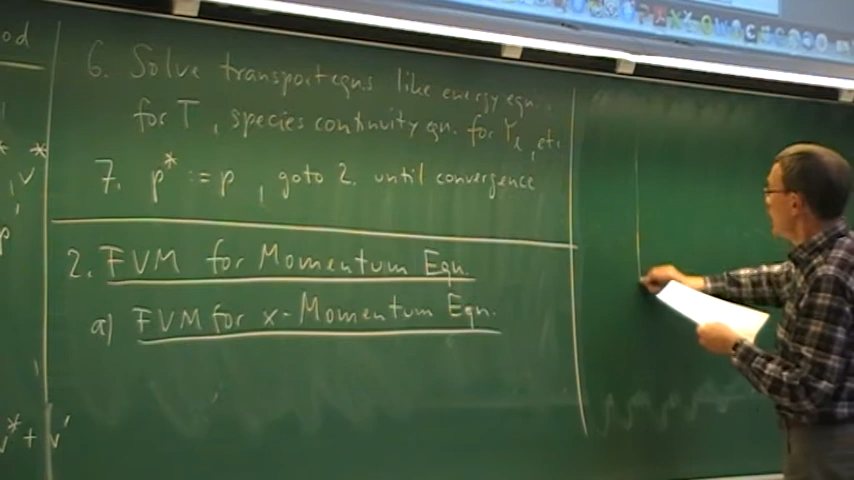 od
* *
, v
p
v* + v'
6. Solve transport eqns like energy eqn.
for T, species continuity eqn. for Y_k, etc.
7. p* := p, goto 2. until convergence
2. FVM for Momentum Eqn.
a) FVM for x-Momentum Eqn.